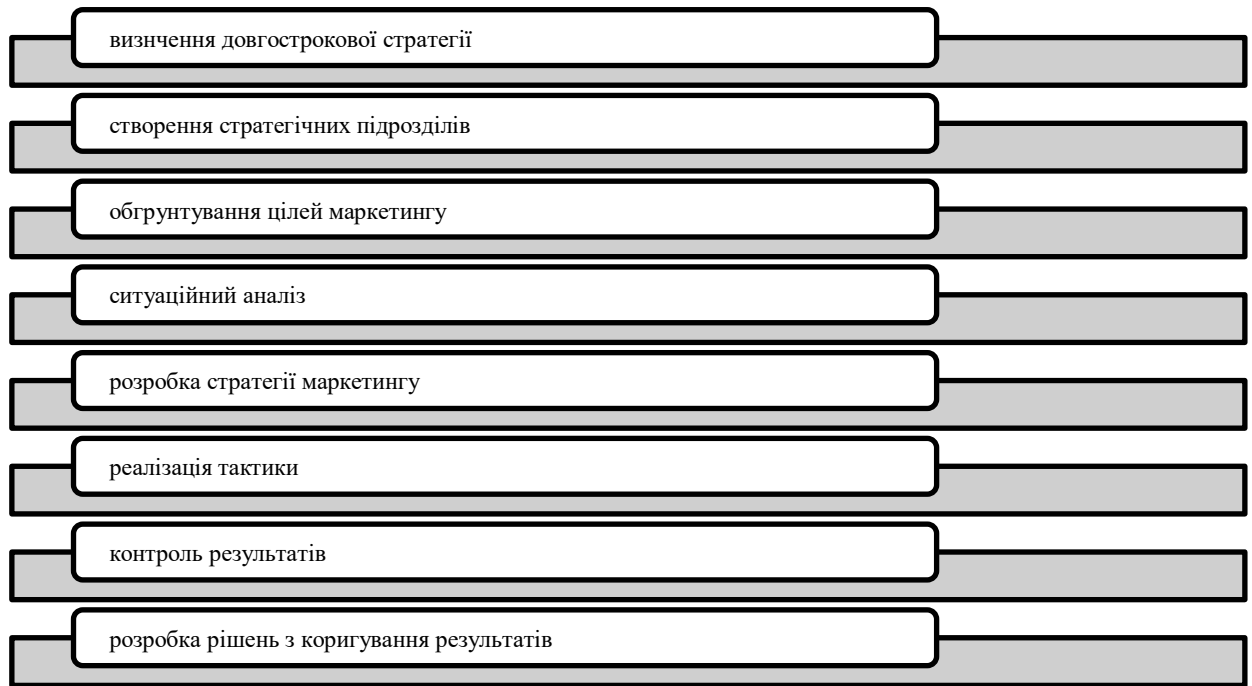 визнчення довгострокової стратегії
створення стратегічних підрозділів
обгрунтування цілей маркетингу
ситуаційний аналіз
розробка стратегії маркетингу
реалізація тактики
контроль результатів
розробка рішень з коригування результатів